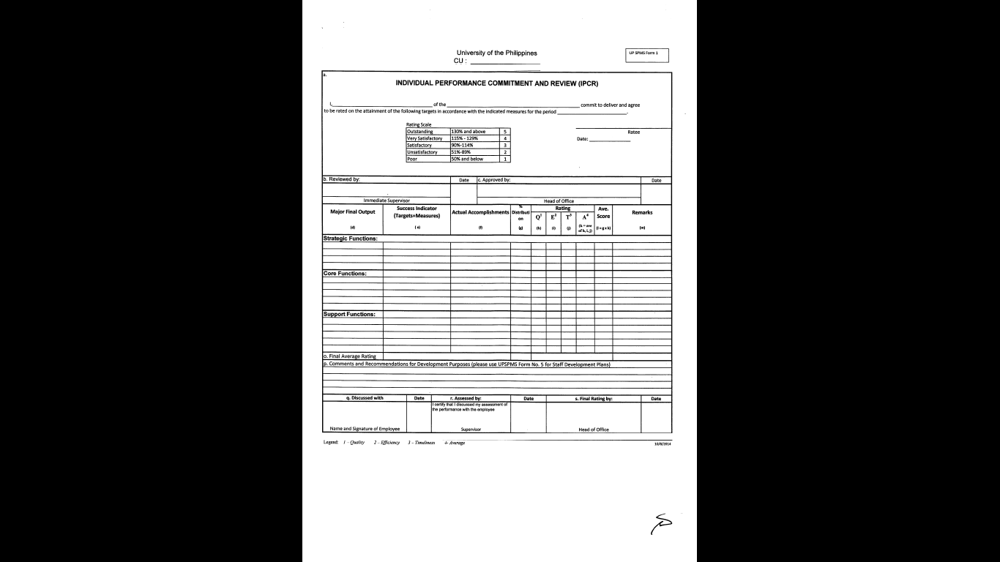 University of the Philippines
UP SPMS Form 1
CU : ____________
a.
INDIVIDUAL PERFORMANCE COMMITMENT AND REVIEW (IPCR)
I,____________ of the ____________ commit to deliver and agree
to be rated on the attainment of the following targets in accordance with the indicated measures for the period ____________.
Rating Scale
Outstanding 130% and above 5
Very Satisfactory 115% - 129% 4
Satisfactory 90%-114% 3
Unsatisfactory 51%-89% 2
Poor 50% and below 1
Ratee
Date: ____________
b. Reviewed by: Date c. Approved by: Date
Immediate Supervisor Head of Office
Major Final Output
(d)
Success Indicator
(Targets+Measures)
( e)
Actual Accomplishments
(f)
%
Distributi
on
(g)
Rating
Q1 E2 T3 A4
(h) (i) (j) (k = ave
of h, i, j)
Ave.
Score
(l = g x k)
Remarks
(m)
Strategic Functions:
Core Functions:
Support Functions:
o. Final Average Rating
p. Comments and Recommendations for Development Purposes (please use UPSPMS Form No. 5 for Staff Development Plans)
q. Discussed with Date r. Assessed by: Date s. Final Rating by: Date
I certify that I discussed my assessment of
the performance with the employee
Name and Signature of Employee Supervisor Head of Office
Legend: 1 - Quality 2 - Efficiency 3 - Timeliness 4- Average
10/8/2014